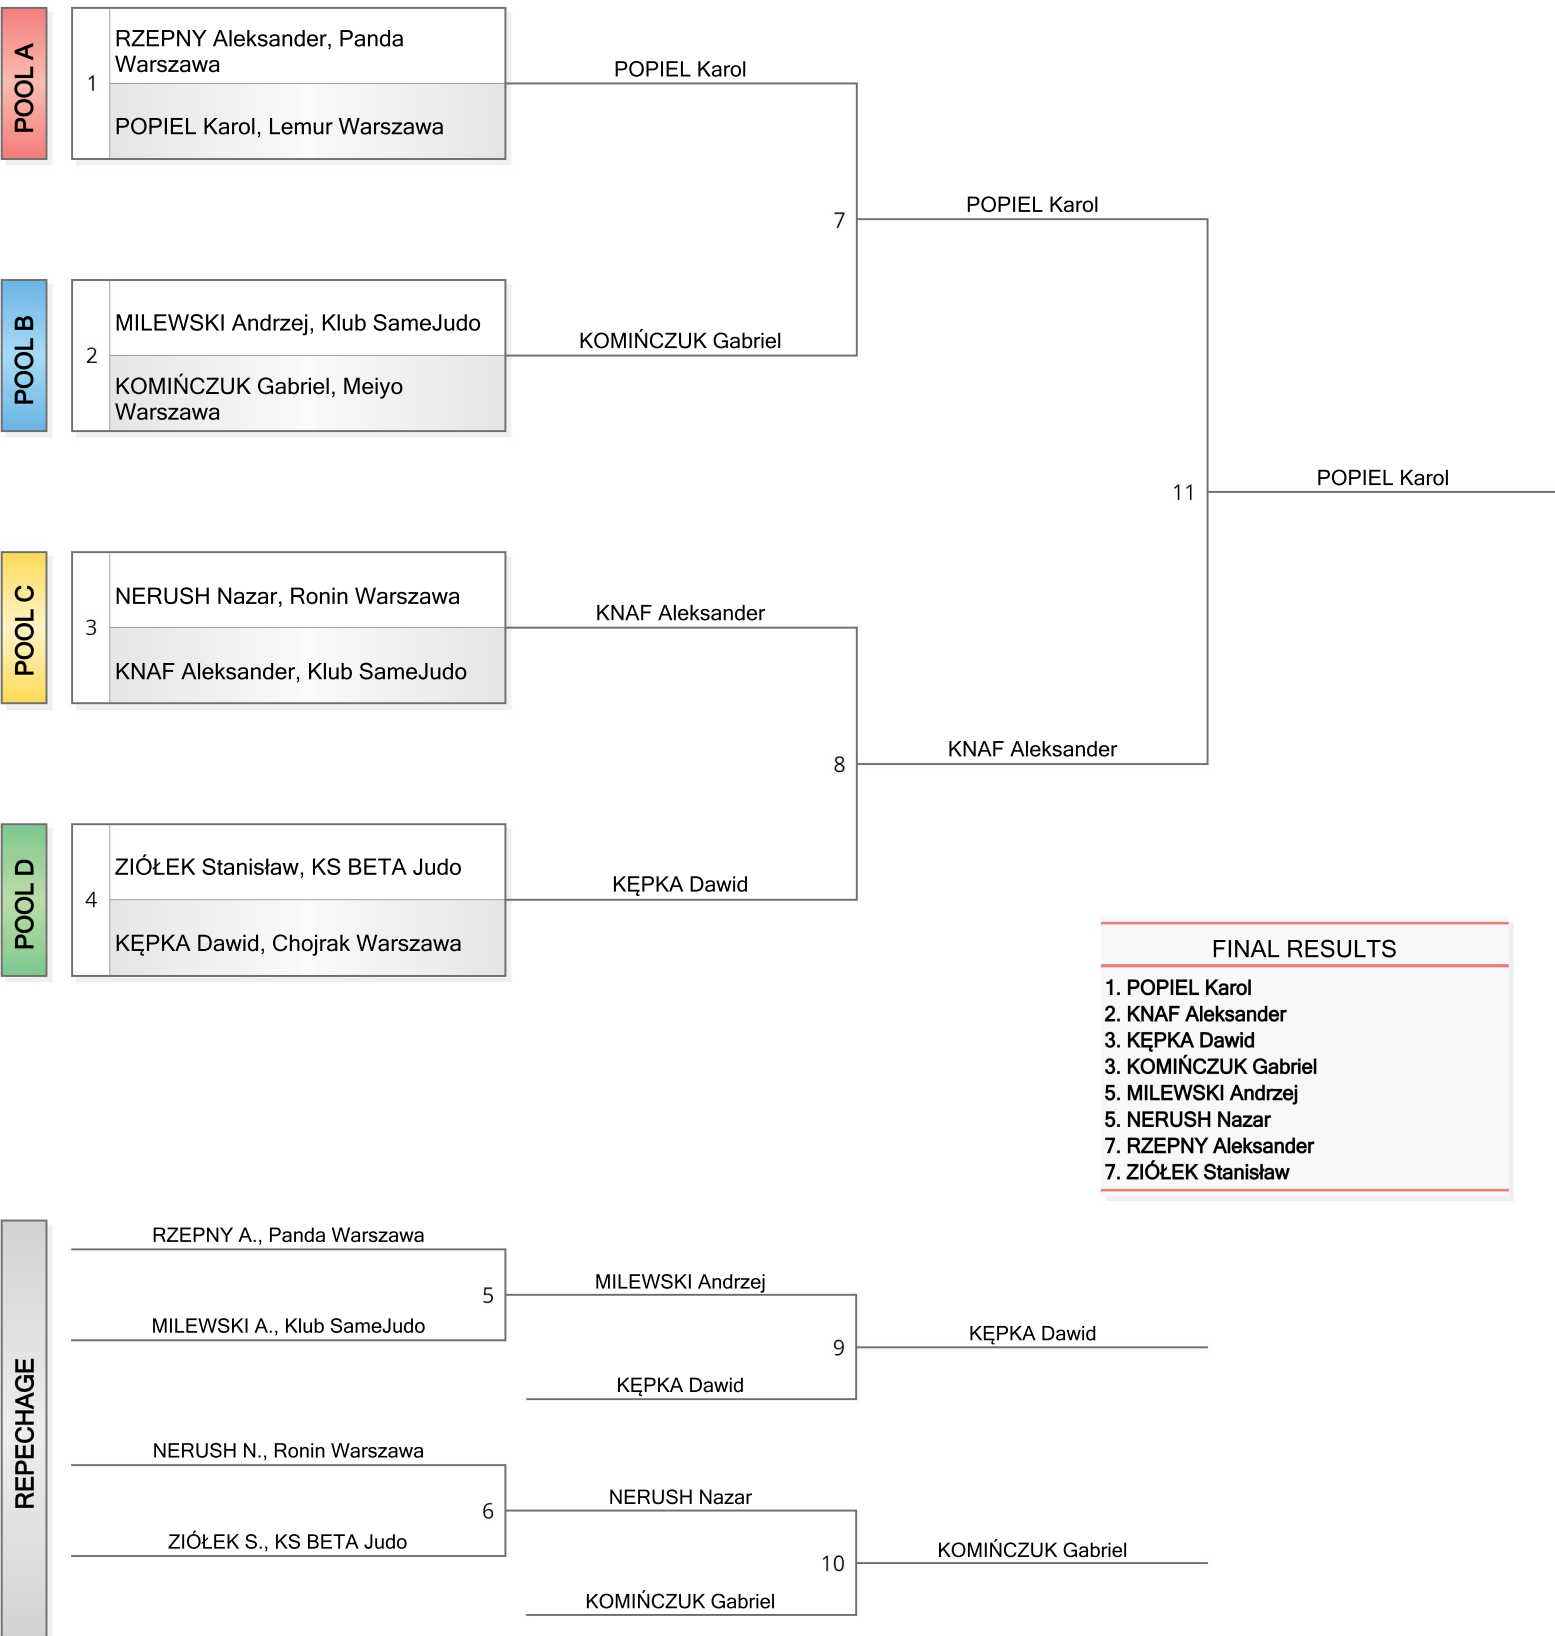 POOL A
1
RZEPNY Aleksander, Panda
Warszawa
POPIEL Karol, Lemur Warszawa
POPIEL Karol
7
POPIEL Karol
POOL B
2
MILEWSKI Andrzej, Klub SameJudo
KOMIŃCZUK Gabriel, Meiyo
Warszawa
KOMIŃCZUK Gabriel
11
POPIEL Karol
POOL C
3
NERUSH Nazar, Ronin Warszawa
KNAF Aleksander, Klub SameJudo
KNAF Aleksander
8
KNAF Aleksander
POOL D
4
ZIÓŁEK Stanisław, KS BETA Judo
KĘPKA Dawid, Chojrak Warszawa
KĘPKA Dawid
FINAL RESULTS
1. POPIEL Karol
2. KNAF Aleksander
3. KĘPKA Dawid
3. KOMIŃCZUK Gabriel
5. MILEWSKI Andrzej
5. NERUSH Nazar
7. RZEPNY Aleksander
7. ZIÓŁEK Stanisław
REPECHAGE
RZEPNY A., Panda Warszawa
5
MILEWSKI A., Klub SameJudo
MILEWSKI Andrzej
9
KĘPKA Dawid
KĘPKA Dawid
NERUSH N., Ronin Warszawa
6
ZIÓŁEK S., KS BETA Judo
NERUSH Nazar
10
KOMIŃCZUK Gabriel
KOMIŃCZUK Gabriel